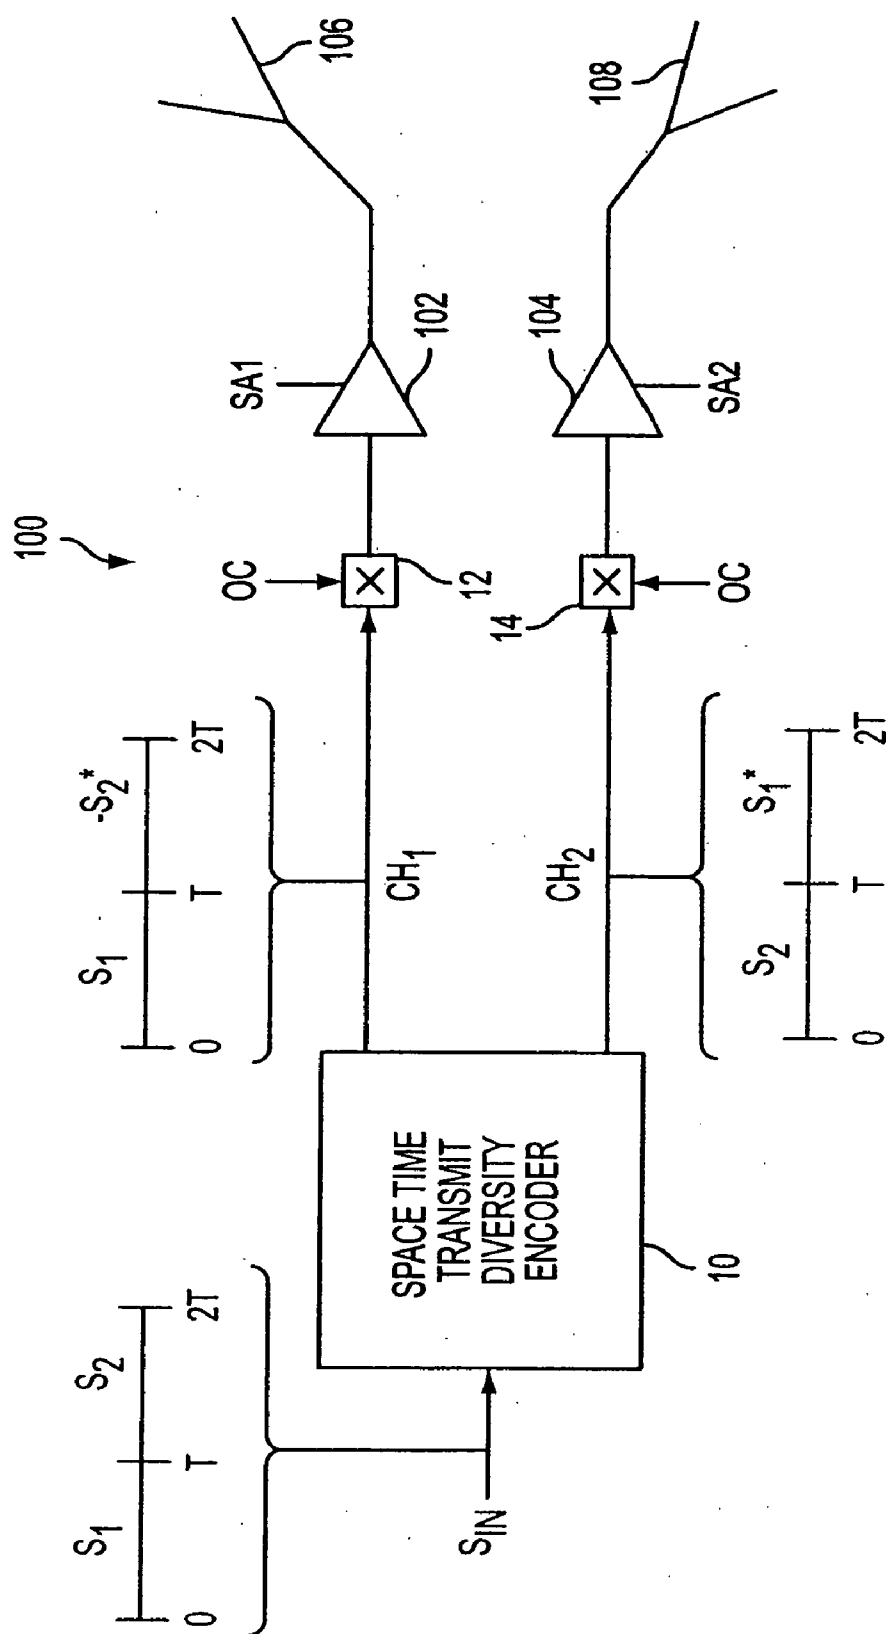 100
S1 S2
0 T 2T
SIN
SPACE TIME
TRANSMIT
DIVERSITY
ENCODER
10
S1 -S2*
0 T 2T
CH1
OC
12
SA1
102
106
CH2
S2 S1*
0 T 2T
14
OC
104
SA2
108